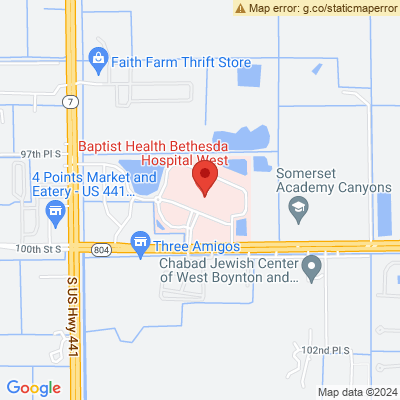 Map error: g.co/staticmaperror
Faith Farm Thrift Store
7
97th Pl S
Baptist Health Bethesda
Hospital West
4 Points Market and
Eatery - US 441...
Somerset
Academy Canyons
100th St S
804
Three Amigos
Chabad Jewish Center
of West Boynton and...
S US Hwy 441
102nd Pl S
Google
Map data ©2024